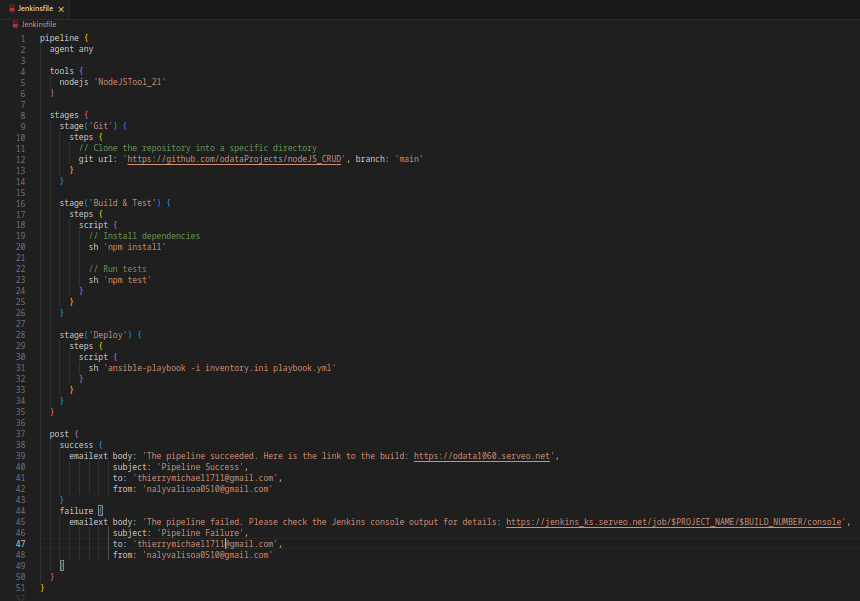 Jenkinsfile ×
Jenkinsfile
1 pipeline {
2 agent any
3
4 tools {
5 nodejs 'NodeJSTool_21'
6 }
7
8 stages {
9 stage('Git') {
10 steps {
11 // Clone the repository into a specific directory
12 git url: 'https://github.com/odataProjects/nodeJS_CRUD', branch: 'main'
13 }
14 }
15
16 stage('Build & Test') {
17 steps {
18 script {
19 // Install dependencies
20 sh 'npm install'
21
22 // Run tests
23 sh 'npm test'
24 }
25 }
26 }
27
28 stage('Deploy') {
29 steps {
30 script {
31 sh 'ansible-playbook -i inventory.ini playbook.yml'
32 }
33 }
34 }
35 }
36
37 post {
38 success {
39 emailext body: 'The pipeline succeeded. Here is the link to the build: https://odata1060.serveo.net',
40 subject: 'Pipeline Success',
41 to: 'thierrymichael1711@gmail.com',
42 from: 'nalyvalisoa0510@gmail.com'
43 }
44 failure {
45 emailext body: 'The pipeline failed. Please check the Jenkins console output for details: https://jenkins_ks.serveo.net/job/$PROJECT_NAME/$BUILD_NUMBER/console',
46 subject: 'Pipeline Failure',
47 to: 'thierrymichael1711@gmail.com',
48 from: 'nalyvalisoa0510@gmail.com'
49 }
50 }
51 }
52